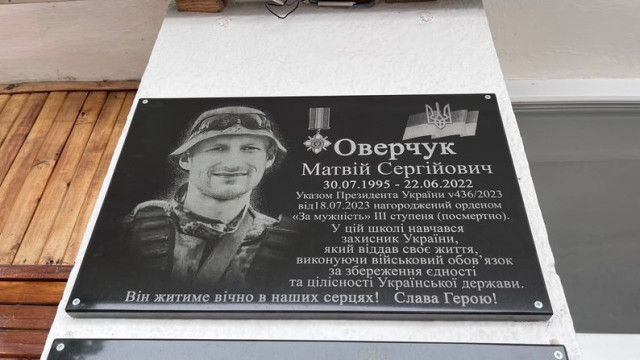 Оверчук
Матвій Сергійович
30.07.1995 - 22.06.2022
Указом Президента України v436/2023
від18.07.2023 нагороджений орденом
«За мужність» ІІІ ступеня (посмертно).
У цій школі навчався
захисник України,
який віддав своє життя,
виконуючи військовий обов'язок
за збереження єдності
та цілісності Української держави.
Він житиме вічно в наших серцях! Слава Герою!